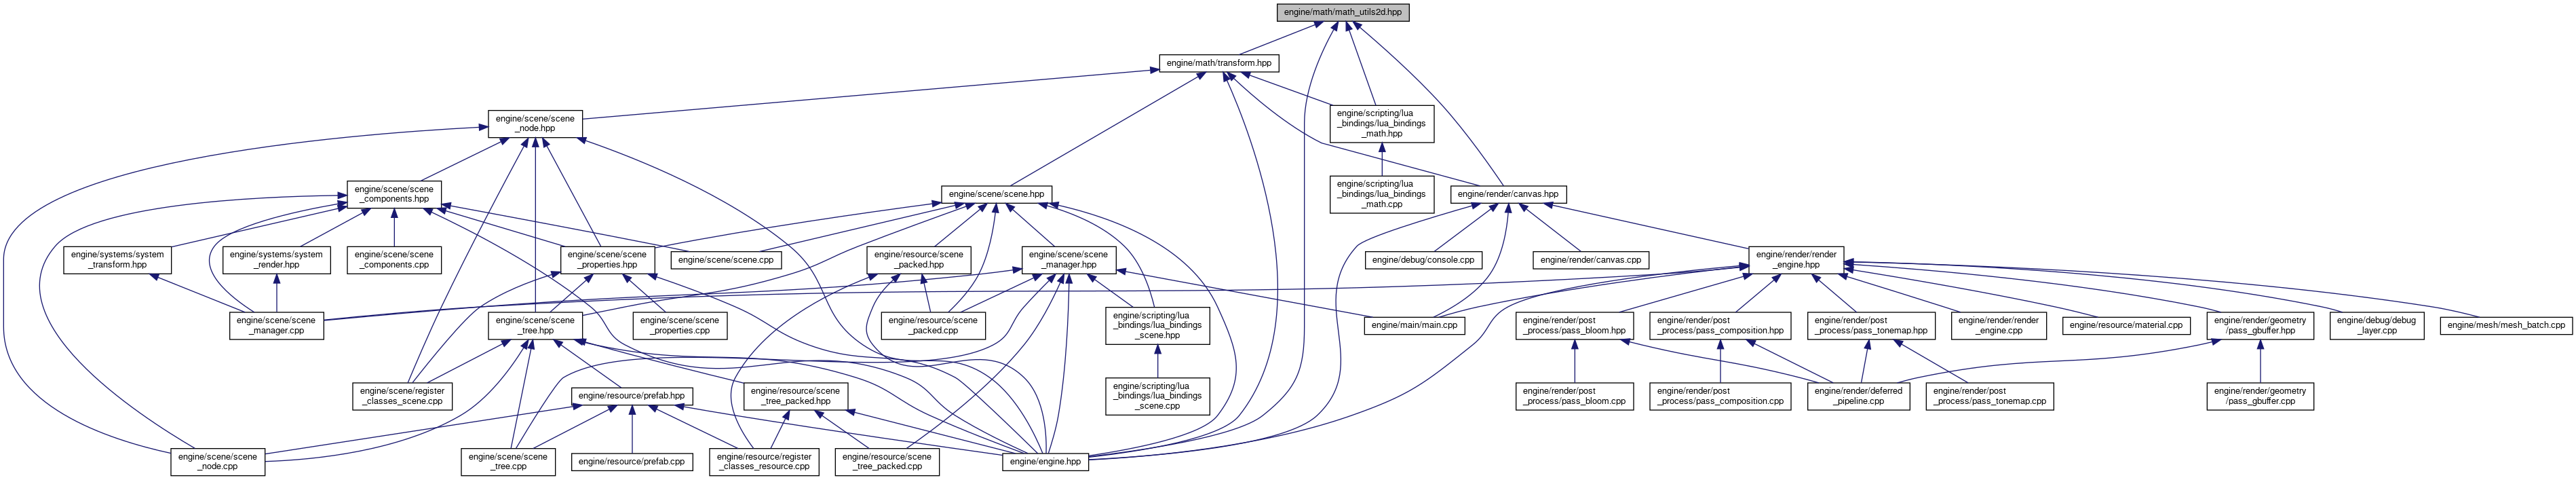 engine/math/math_utils2d.hpp
engine/math/transform.hpp
engine/scene/scene
_node.hpp
engine/scripting/lua
_bindings/lua_bindings
_math.hpp
engine/scene/scene
_components.hpp
engine/scene/scene.hpp
engine/scripting/lua
_bindings/lua_bindings
_math.cpp
engine/render/canvas.hpp
engine/systems/system
_transform.hpp
engine/systems/system
_render.hpp
engine/scene/scene
_components.cpp
engine/scene/scene
_properties.hpp
engine/scene/scene.cpp
engine/resource/scene
_packed.hpp
engine/scene/scene
_manager.hpp
engine/debug/console.cpp
engine/render/canvas.cpp
engine/render/render
_engine.hpp
engine/scene/scene
_manager.cpp
engine/scene/scene
_tree.hpp
engine/scene/scene
_properties.cpp
engine/resource/scene
_packed.cpp
engine/scripting/lua
_bindings/lua_bindings
_scene.hpp
engine/main/main.cpp
engine/render/post
_process/pass_bloom.hpp
engine/render/post
_process/pass_composition.hpp
engine/render/post
_process/pass_tonemap.hpp
engine/render/render
_engine.cpp
engine/resource/material.cpp
engine/render/geometry
/pass_gbuffer.hpp
engine/debug/debug
_layer.cpp
engine/mesh/mesh_batch.cpp
engine/scene/register
_classes_scene.cpp
engine/resource/prefab.hpp
engine/resource/scene
_tree_packed.hpp
engine/scripting/lua
_bindings/lua_bindings
_scene.cpp
engine/render/post
_process/pass_bloom.cpp
engine/render/post
_process/pass_composition.cpp
engine/render/deferred
_pipeline.cpp
engine/render/post
_process/pass_tonemap.cpp
engine/render/geometry
/pass_gbuffer.cpp
engine/scene/scene
_node.cpp
engine/scene/scene
_tree.cpp
engine/resource/prefab.cpp
engine/resource/register
_classes_resource.cpp
engine/resource/scene
_tree_packed.cpp
engine/engine.hpp